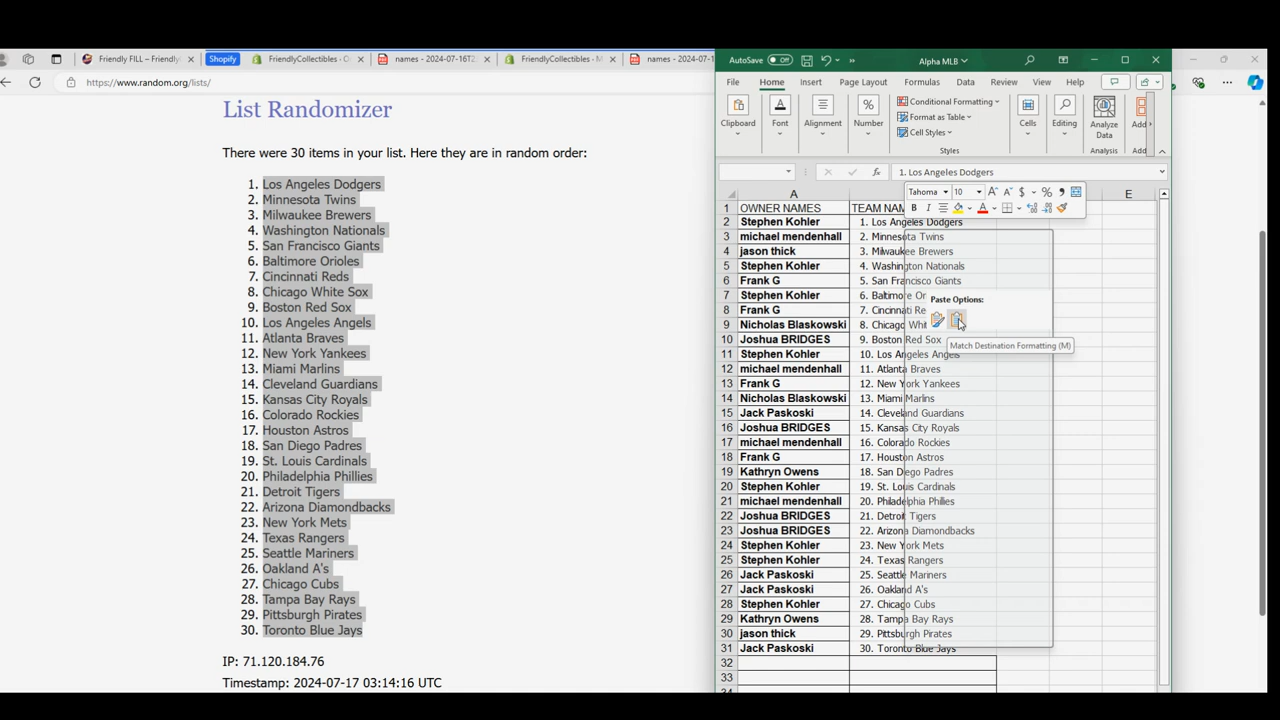 Friendly FILL – Friendly
Shopify
FriendlyCollectibles - O
names - 2024-07-16T2
FriendlyCollectibles - M
names - 2024-07-1
https://www.random.org/lists/
List Randomizer
There were 30 items in your list. Here they are in random order:
1. Los Angeles Dodgers
2. Minnesota Twins
3. Milwaukee Brewers
4. Washington Nationals
5. San Francisco Giants
6. Baltimore Orioles
7. Cincinnati Reds
8. Chicago White Sox
9. Boston Red Sox
10. Los Angeles Angels
11. Atlanta Braves
12. New York Yankees
13. Miami Marlins
14. Cleveland Guardians
15. Kansas City Royals
16. Colorado Rockies
17. Houston Astros
18. San Diego Padres
19. St. Louis Cardinals
20. Philadelphia Phillies
21. Detroit Tigers
22. Arizona Diamondbacks
23. New York Mets
24. Texas Rangers
25. Seattle Mariners
26. Oakland A's
27. Chicago Cubs
28. Tampa Bay Rays
29. Pittsburgh Pirates
30. Toronto Blue Jays
IP: 71.120.184.76
Timestamp: 2024-07-17 03:14:16 UTC
AutoSave Off Alpha MLB
File Home Insert Page Layout Formulas Data Review View Help
Clipboard Font Alignment Number
Conditional Formatting
Format as Table
Cell Styles
Styles
Cells Editing Analyze Data Analysis Add
1. Los Angeles Dodgers
Tahoma 10 A A $ % ,
B I A
A E
1 OWNER NAMES TEAM NAM
2 Stephen Kohler 1. Los Angeles Dodgers
3 michael mendenhall 2. Minnesota Twins
4 jason thick 3. Milwaukee Brewers
5 Stephen Kohler 4. Washington Nationals
6 Frank G 5. San Francisco Giants
7 Stephen Kohler 6. Baltimore Or
8 Frank G 7. Cincinnati Re
9 Nicholas Blaskowski 8. Chicago Whi
10 Joshua BRIDGES 9. Boston Red Sox
11 Stephen Kohler 10. Los Angeles Angels
12 michael mendenhall 11. Atlanta Braves
13 Frank G 12. New York Yankees
14 Nicholas Blaskowski 13. Miami Marlins
15 Jack Paskoski 14. Cleveland Guardians
16 Joshua BRIDGES 15. Kansas City Royals
17 michael mendenhall 16. Colorado Rockies
18 Frank G 17. Houston Astros
19 Kathryn Owens 18. San Diego Padres
20 Stephen Kohler 19. St. Louis Cardinals
21 michael mendenhall 20. Philadelphia Phillies
22 Joshua BRIDGES 21. Detroit Tigers
23 Joshua BRIDGES 22. Arizona Diamondbacks
24 Stephen Kohler 23. New York Mets
25 Stephen Kohler 24. Texas Rangers
26 Jack Paskoski 25. Seattle Mariners
27 Jack Paskoski 26. Oakland A's
28 Stephen Kohler 27. Chicago Cubs
29 Kathryn Owens 28. Tampa Bay Rays
30 jason thick 29. Pittsburgh Pirates
31 Jack Paskoski 30. Toronto Blue Jays
32
33
Paste Options:
Match Destination Formatting (M)